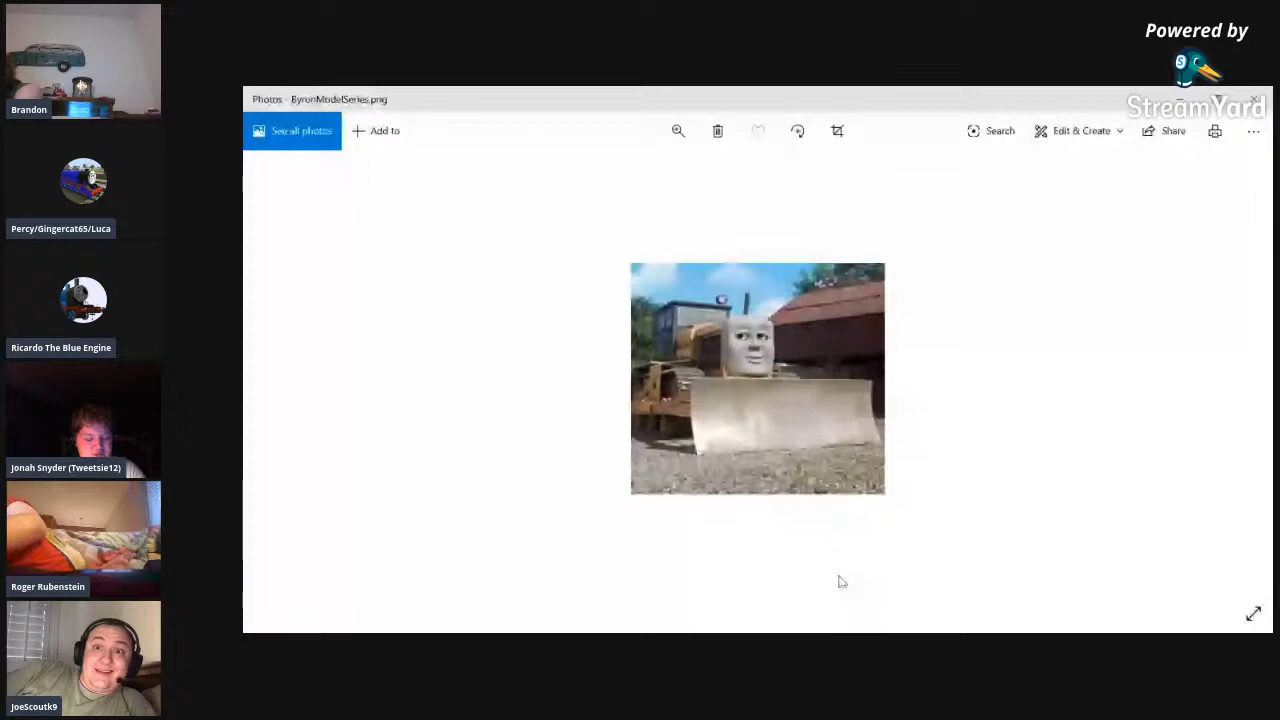 Powered by
StreamYard
Brandon
Percy/Gingercat65/Luca
Ricardo The Blue Engine
Jonah Snyder (Tweetsie12)
Roger Rubenstein
JoeScoutk9
Photos - ByronModelSeries.png
See all photos
Add to
Search
Edit & Create
Share